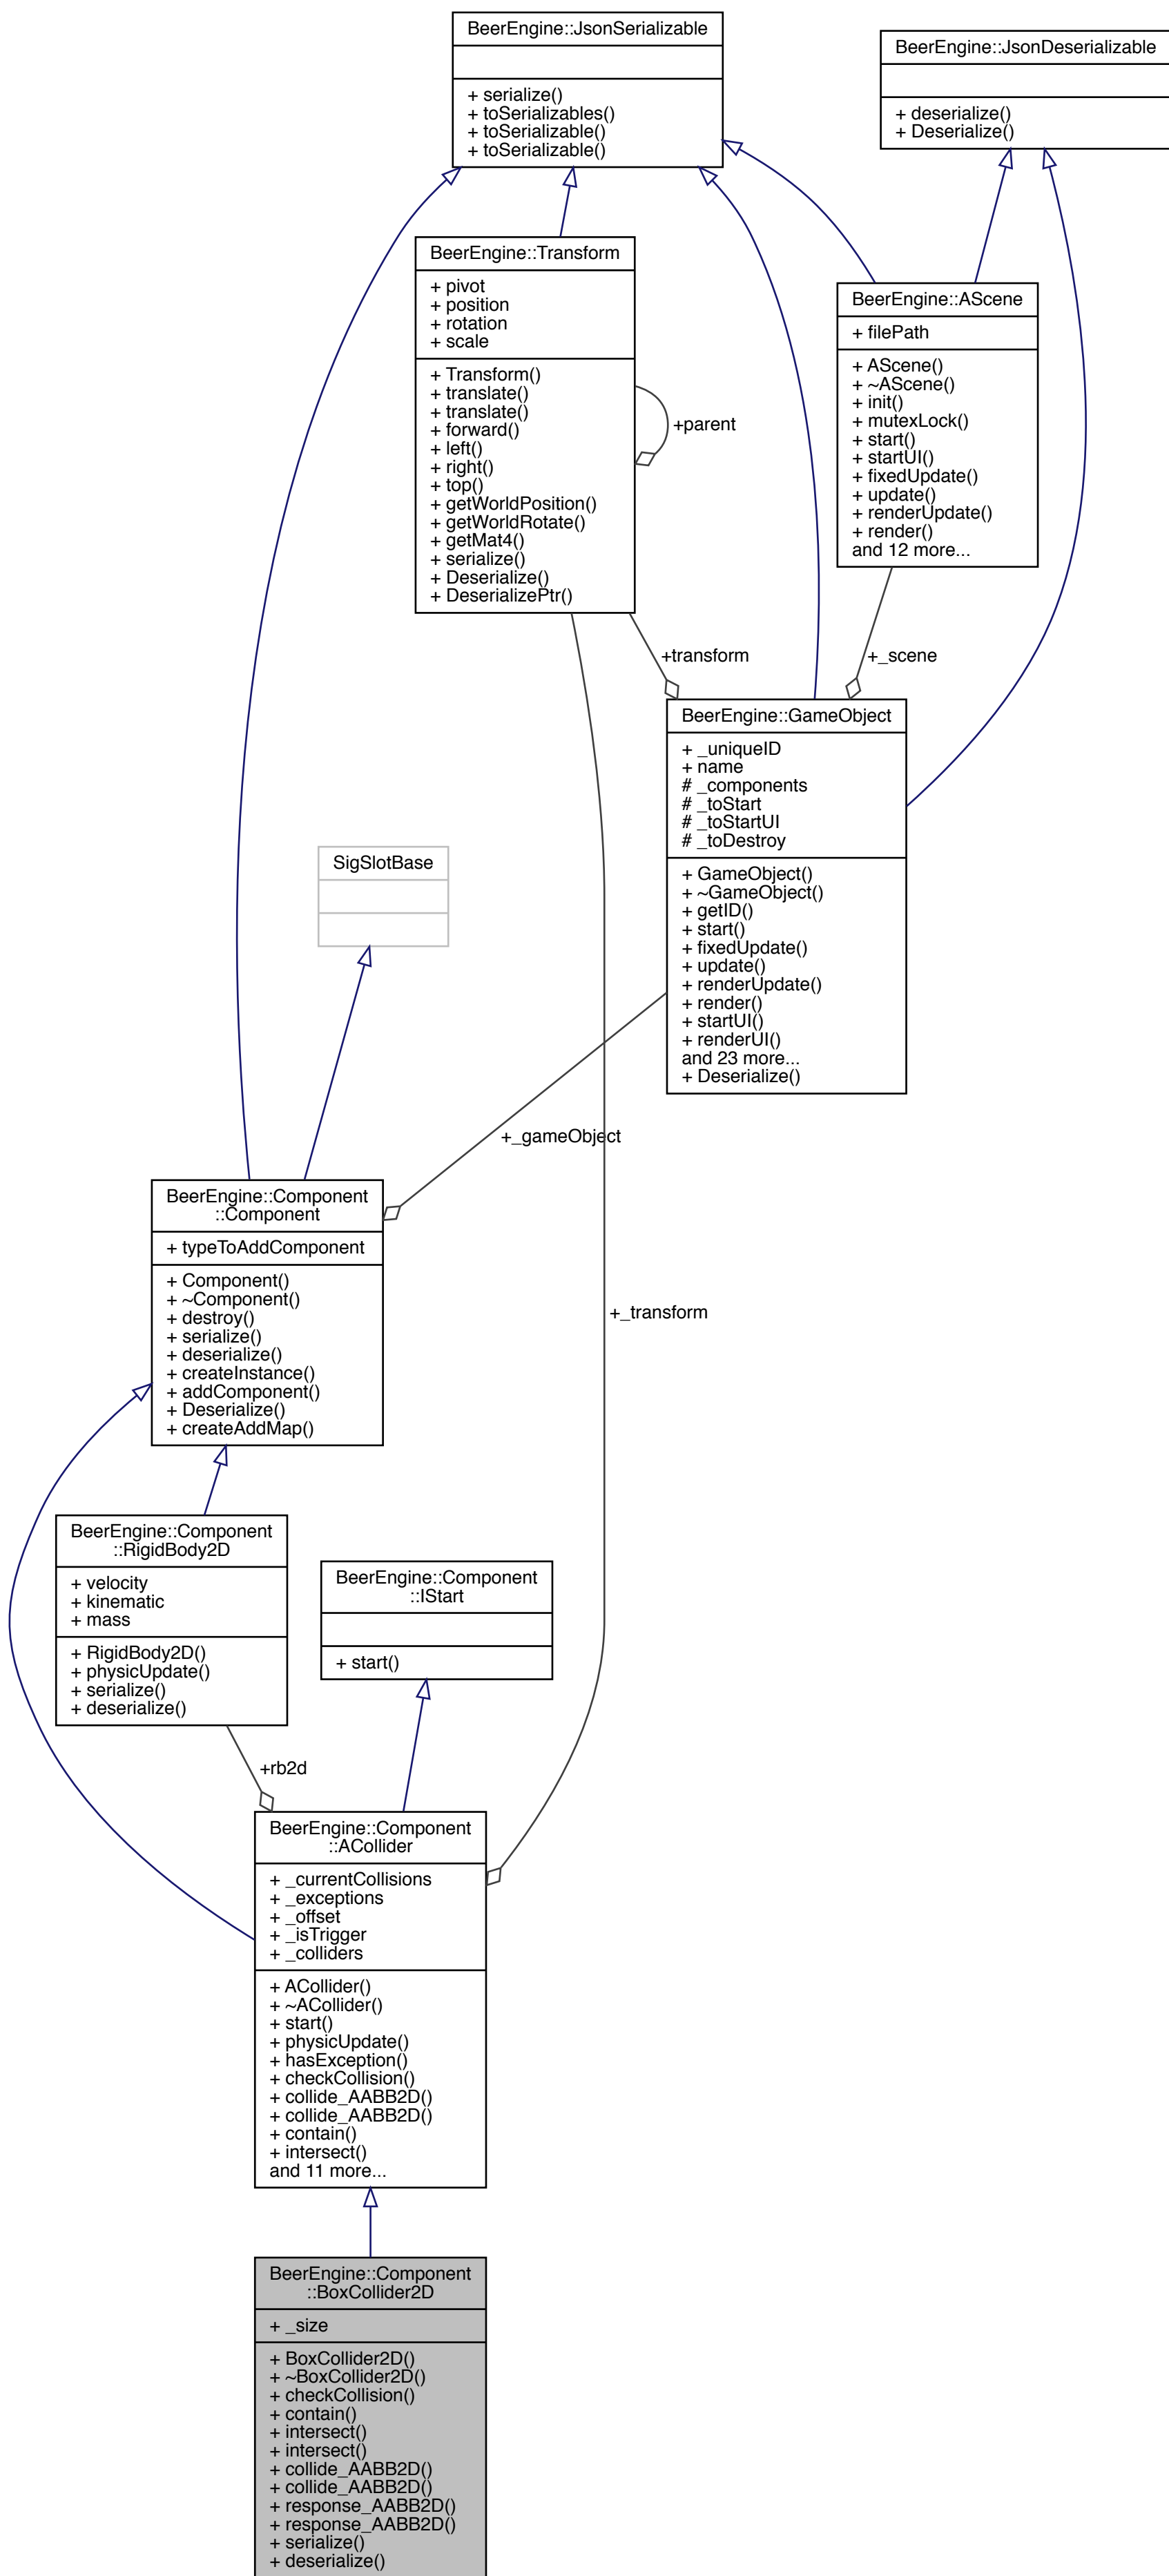 BeerEngine::JsonSerializable
+ serialize()
+ toSerializables()
+ toSerializable()
+ toSerializable()
BeerEngine::JsonDeserializable
+ deserialize()
+ Deserialize()
BeerEngine::Transform
+ pivot
+ position
+ rotation
+ scale
+ Transform()
+ translate()
+ translate()
+ forward()
+ left()
+ right()
+ top()
+ getWorldPosition()
+ getWorldRotate()
+ getMat4()
+ serialize()
+ Deserialize()
+ DeserializePtr()
+parent
BeerEngine::AScene
+ filePath
+ AScene()
+ ~AScene()
+ init()
+ mutexLock()
+ start()
+ startUI()
+ fixedUpdate()
+ update()
+ renderUpdate()
+ render()
and 12 more...
+transform
+_scene
BeerEngine::GameObject
+ _uniqueID
+ name
# _components
# _toStart
# _toStartUI
# _toDestroy
+ GameObject()
+ ~GameObject()
+ getID()
+ start()
+ fixedUpdate()
+ update()
+ renderUpdate()
+ render()
+ startUI()
+ renderUI()
and 23 more...
+ Deserialize()
SigSlotBase
+_gameObject
BeerEngine::Component
::Component
+ typeToAddComponent
+ Component()
+ ~Component()
+ destroy()
+ serialize()
+ deserialize()
+ createInstance()
+ addComponent()
+ Deserialize()
+ createAddMap()
+_transform
BeerEngine::Component
::RigidBody2D
+ velocity
+ kinematic
+ mass
+ RigidBody2D()
+ physicUpdate()
+ serialize()
+ deserialize()
BeerEngine::Component
::IStart
+ start()
+rb2d
BeerEngine::Component
::ACollider
+ _currentCollisions
+ _exceptions
+ _offset
+ _isTrigger
+ _colliders
+ ACollider()
+ ~ACollider()
+ start()
+ physicUpdate()
+ hasException()
+ checkCollision()
+ collide_AABB2D()
+ collide_AABB2D()
+ contain()
+ intersect()
and 11 more...
BeerEngine::Component
::BoxCollider2D
+ _size
+ BoxCollider2D()
+ ~BoxCollider2D()
+ checkCollision()
+ contain()
+ intersect()
+ intersect()
+ collide_AABB2D()
+ collide_AABB2D()
+ response_AABB2D()
+ response_AABB2D()
+ serialize()
+ deserialize()